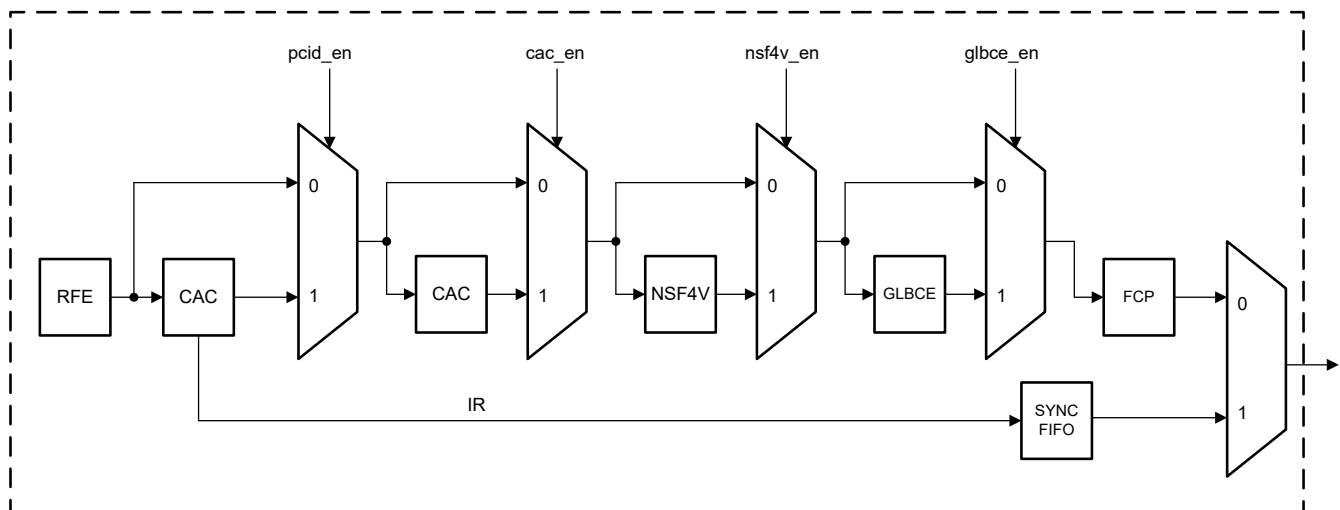 pcid_en
cac_en
nsf4v_en
glbce_en
0
0
0
0
RFE
CAC
1
CAC
1
NSF4V
1
GLBCE
1
FCP
0
IR
SYNC
FIFO
1